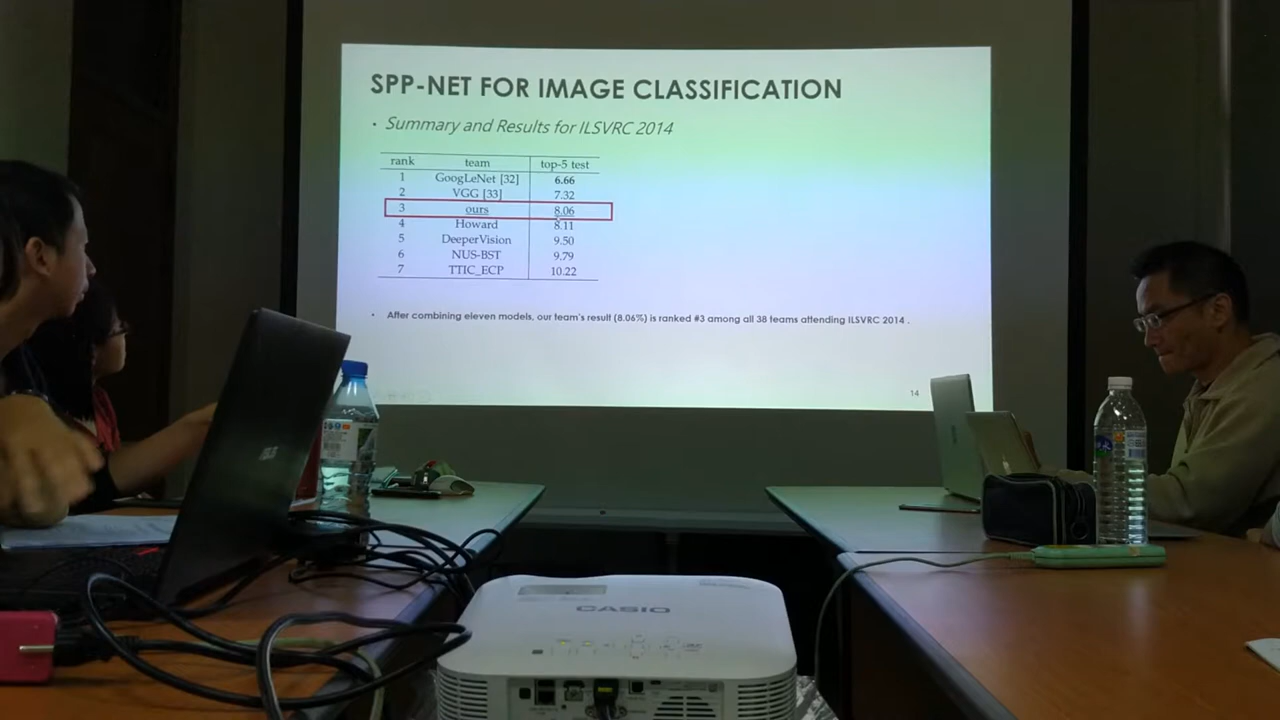 SPP-NET FOR IMAGE CLASSIFICATION
• Summary and Results for ILSVRC 2014
rank team top-5 test
1 GoogLeNet [32] 6.66
2 VGG [33] 7.32
3 ours 8.06
4 Howard 8.11
5 DeeperVision 9.50
6 NUS-BST 9.79
7 TTIC_ECP 10.22
• After combining eleven models, our team's result (8.06%) is ranked #3 among all 38 teams attending ILSVRC 2014 .
14
CASIO